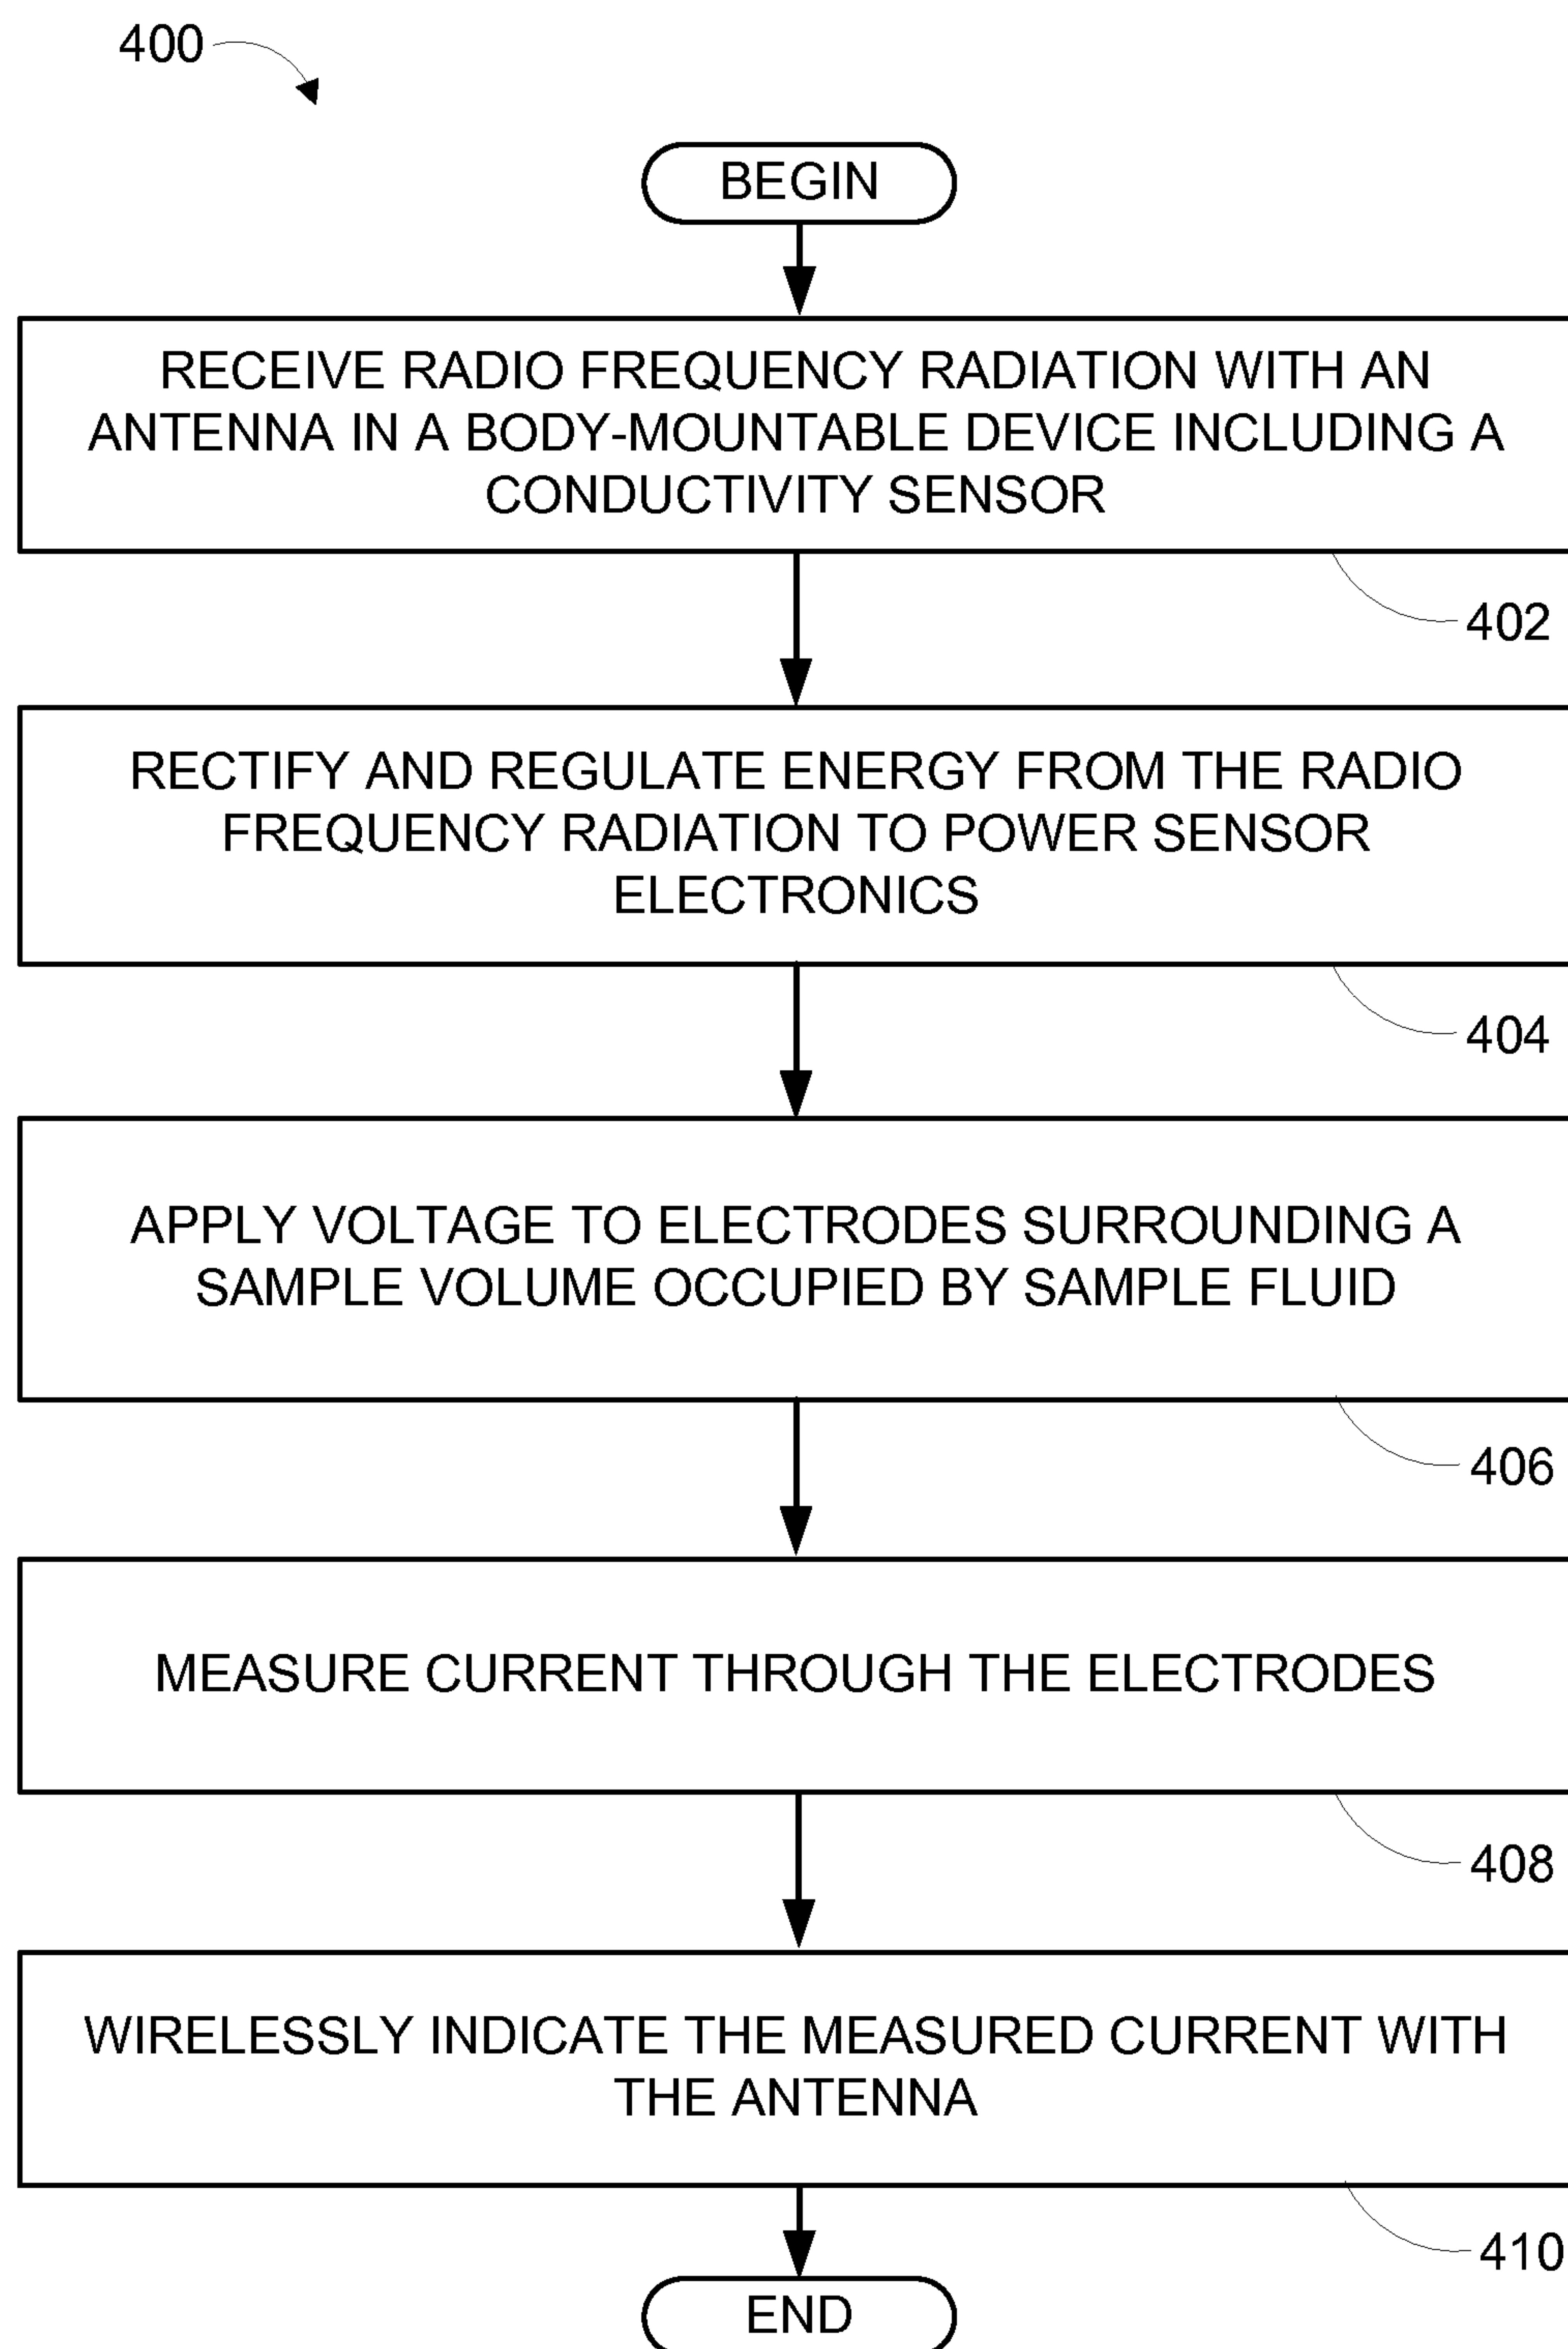 400
BEGIN
RECEIVE RADIO FREQUENCY RADIATION WITH AN
ANTENNA IN A BODY-MOUNTABLE DEVICE INCLUDING A
CONDUCTIVITY SENSOR
402
RECTIFY AND REGULATE ENERGY FROM THE RADIO
FREQUENCY RADIATION TO POWER SENSOR
ELECTRONICS
404
APPLY VOLTAGE TO ELECTRODES SURROUNDING A
SAMPLE VOLUME OCCUPIED BY SAMPLE FLUID
406
MEASURE CURRENT THROUGH THE ELECTRODES
408
WIRELESSLY INDICATE THE MEASURED CURRENT WITH
THE ANTENNA
410
END